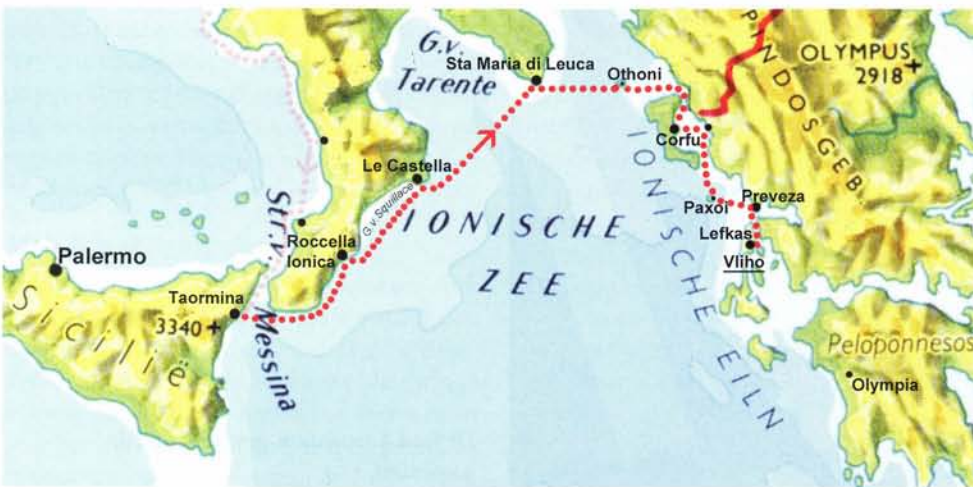 PINDOSGEB
OLYMPUS
2918
G.v.
Tarente
Sta Maria di Leuca
Othoni
Le Castella
Corfu
G.v. Squillace
Str.v. Messina
IONISCHE
ZEE
IONISCHE EILN
Paxoi
Preveza
Lefkas
Vliho
Roccella
Ionica
Palermo
Taormina
3340
Sicilië
Peloponnesos
Olympia